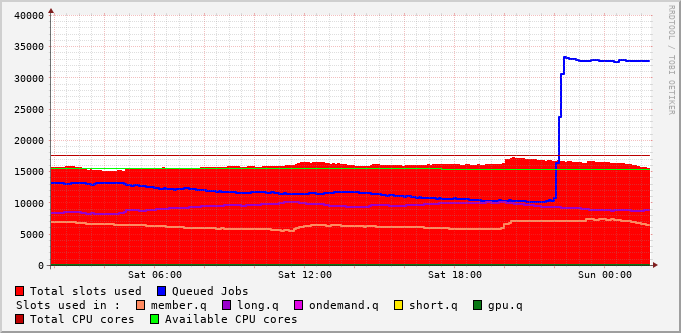 40000
35000
30000
25000
20000
15000
10000
5000
0
Sat 06:00 Sat 12:00 Sat 18:00 Sun 00:00
Total slots used Queued Jobs
Slots used in : member.q long.q ondemand.q short.q gpu.q
Total CPU cores Available CPU cores
RRDTOOL / TOBI OETIKER